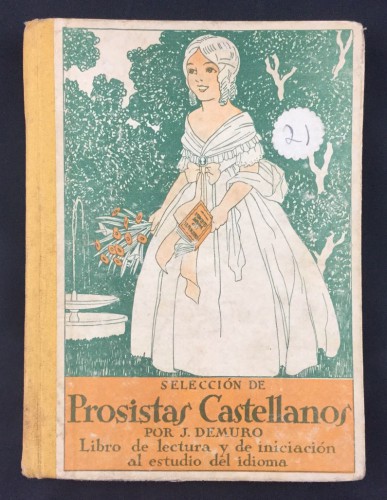 21
SELECCIÓN DE
Prosistas Castellanos
POR J. DEMURO
Libro de lectura y de iniciación
al estudio del idioma